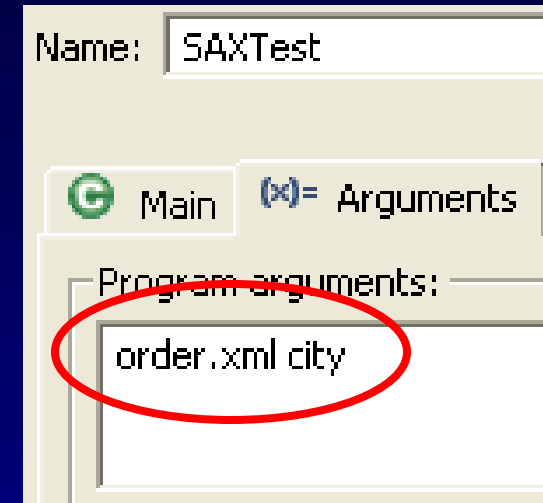 Name: SAXTest
C Main (x)= Arguments
Program arguments:
order.xml city